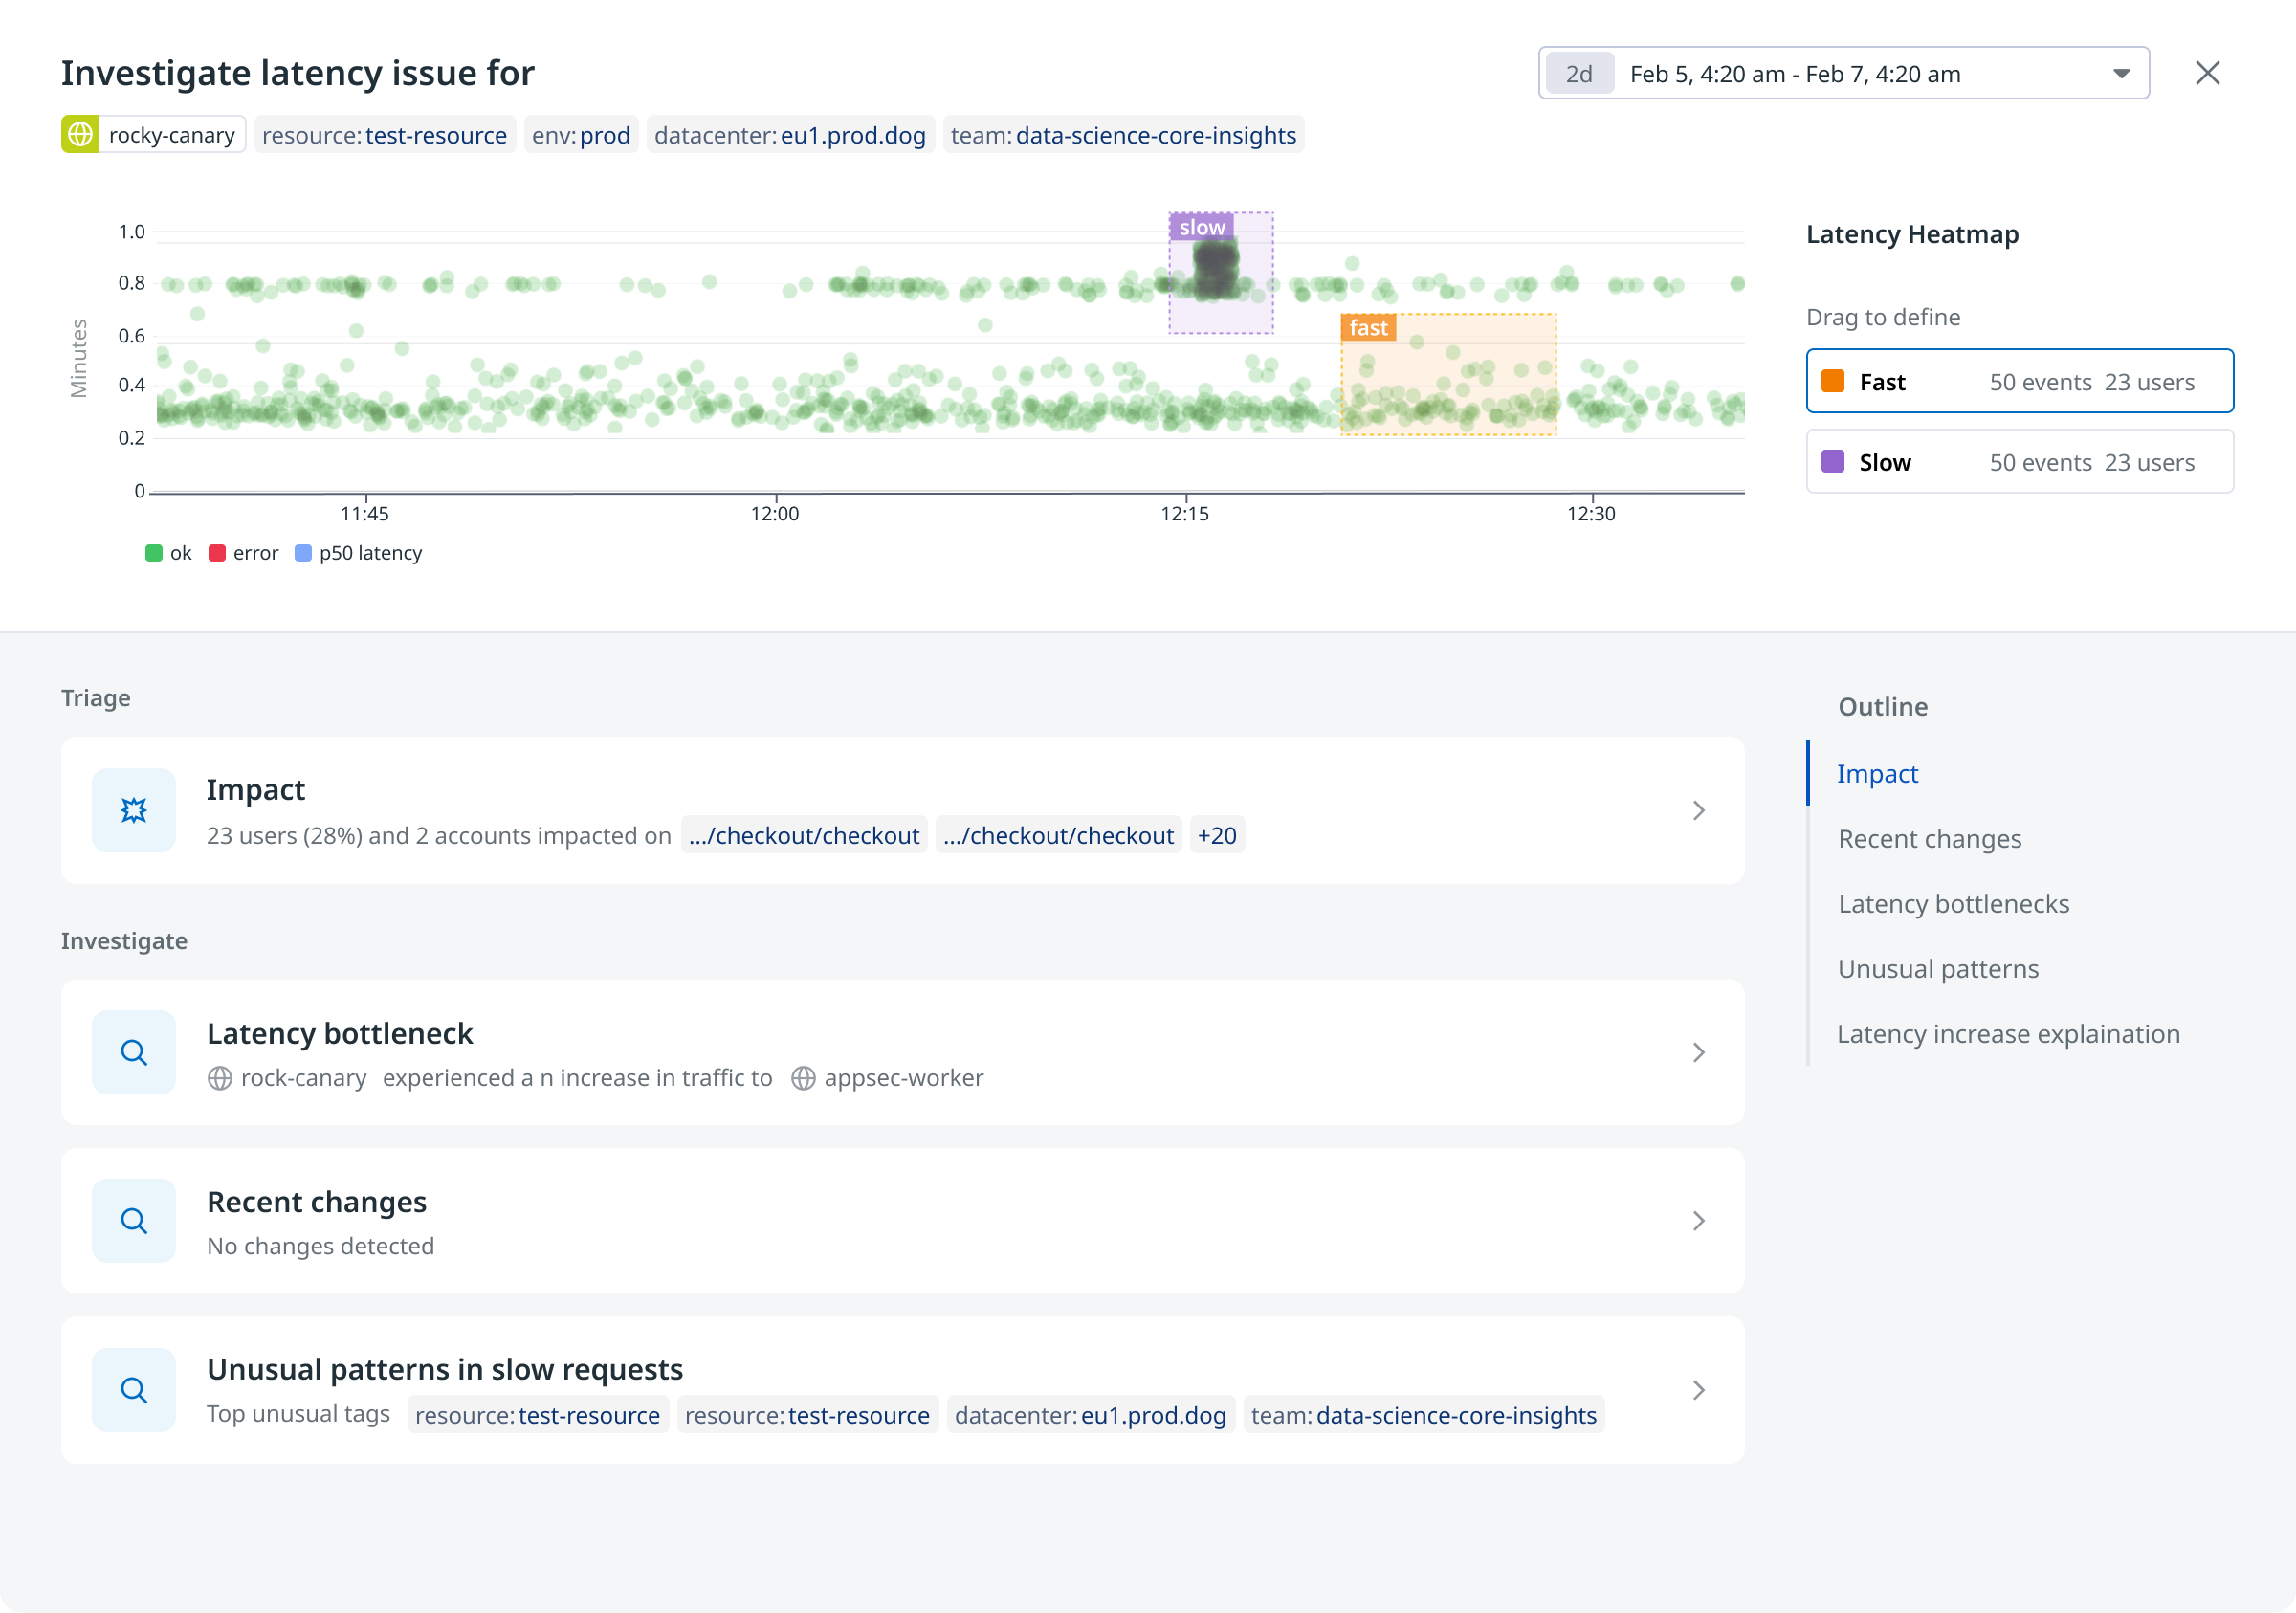 Investigate latency issue for
2d Feb 5, 4:20 am - Feb 7, 4:20 am
rocky-canary resource:test-resource env:prod datacenter:eu1.prod.dog team:data-science-core-insights
Minutes
1.0
0.8
0.6
0.4
0.2
0
slow
fast
11:45 12:00 12:15 12:30
ok error p50 latency
Latency Heatmap
Drag to define
Fast 50 events 23 users
Slow 50 events 23 users
Triage
Impact
23 users (28%) and 2 accounts impacted on .../checkout/checkout .../checkout/checkout +20
Investigate
Latency bottleneck
rock-canary experienced a n increase in traffic to appsec-worker
Recent changes
No changes detected
Unusual patterns in slow requests
Top unusual tags resource:test-resource resource:test-resource datacenter:eu1.prod.dog team:data-science-core-insights
Outline
Impact
Recent changes
Latency bottlenecks
Unusual patterns
Latency increase explaination